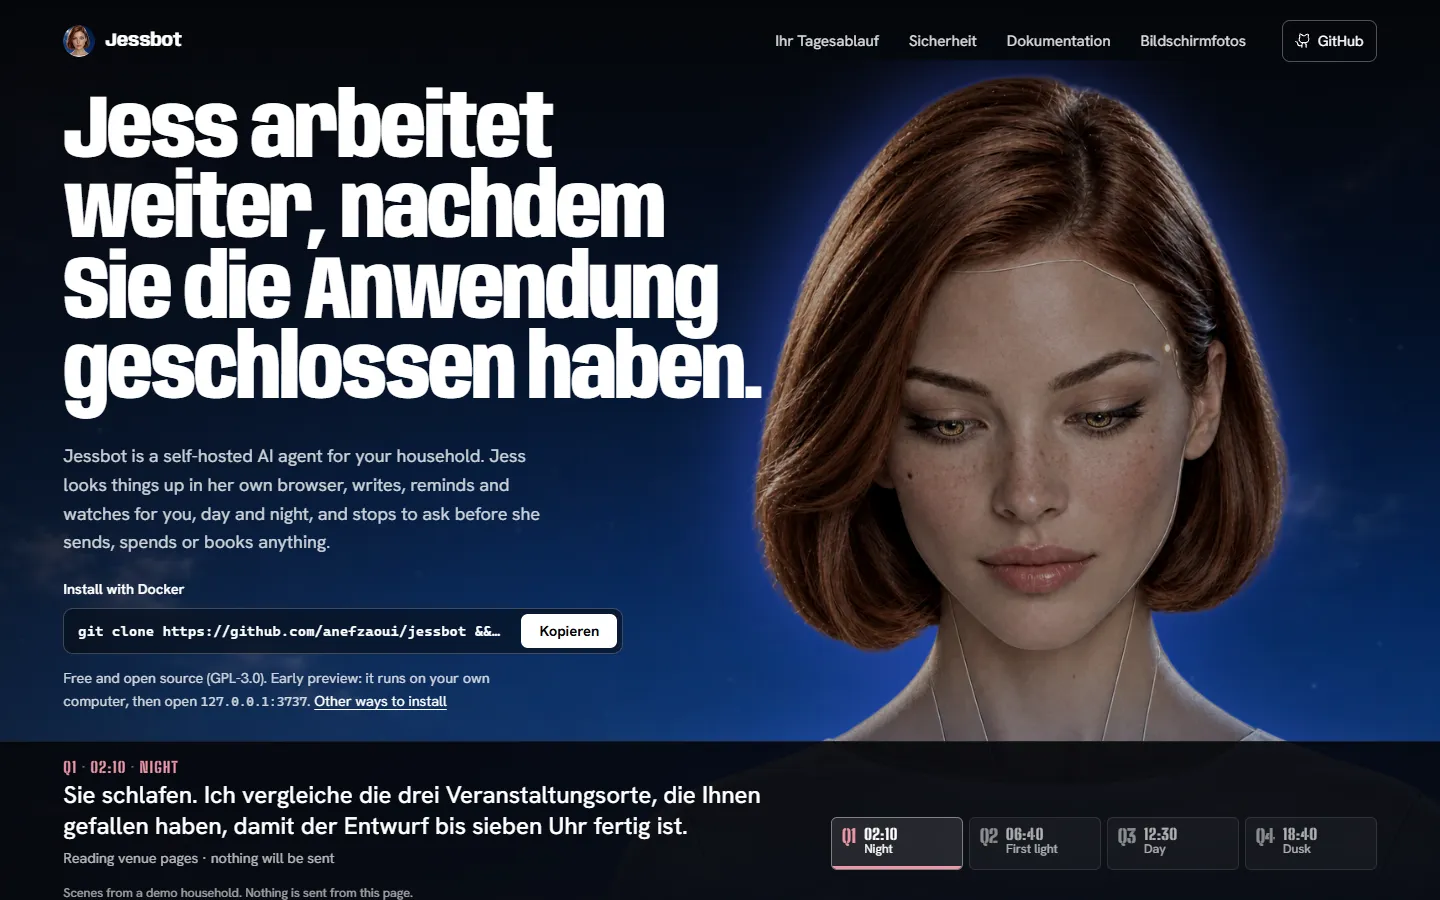 Jessbot
Ihr Tagesablauf
Sicherheit
Dokumentation
Bildschirmfotos
GitHub
Jess arbeitet
weiter, nachdem
Sie die Anwendung
geschlossen haben.
Jessbot is a self-hosted AI agent for your household. Jess
looks things up in her own browser, writes, reminds and
watches for you, day and night, and stops to ask before she
sends, spends or books anything.
Install with Docker
git clone https://github.com/anefzaoui/jessbot &&…
Kopieren
Free and open source (GPL-3.0). Early preview: it runs on your own
computer, then open 127.0.0.1:3737. Other ways to install
Q1 · 02:10 · NIGHT
Sie schlafen. Ich vergleiche die drei Veranstaltungsorte, die Ihnen
gefallen haben, damit der Entwurf bis sieben Uhr fertig ist.
Reading venue pages · nothing will be sent
Scenes from a demo household. Nothing is sent from this page.
Q1 02:10
Night
Q2 06:40
First light
Q3 12:30
Day
Q4 18:40
Dusk